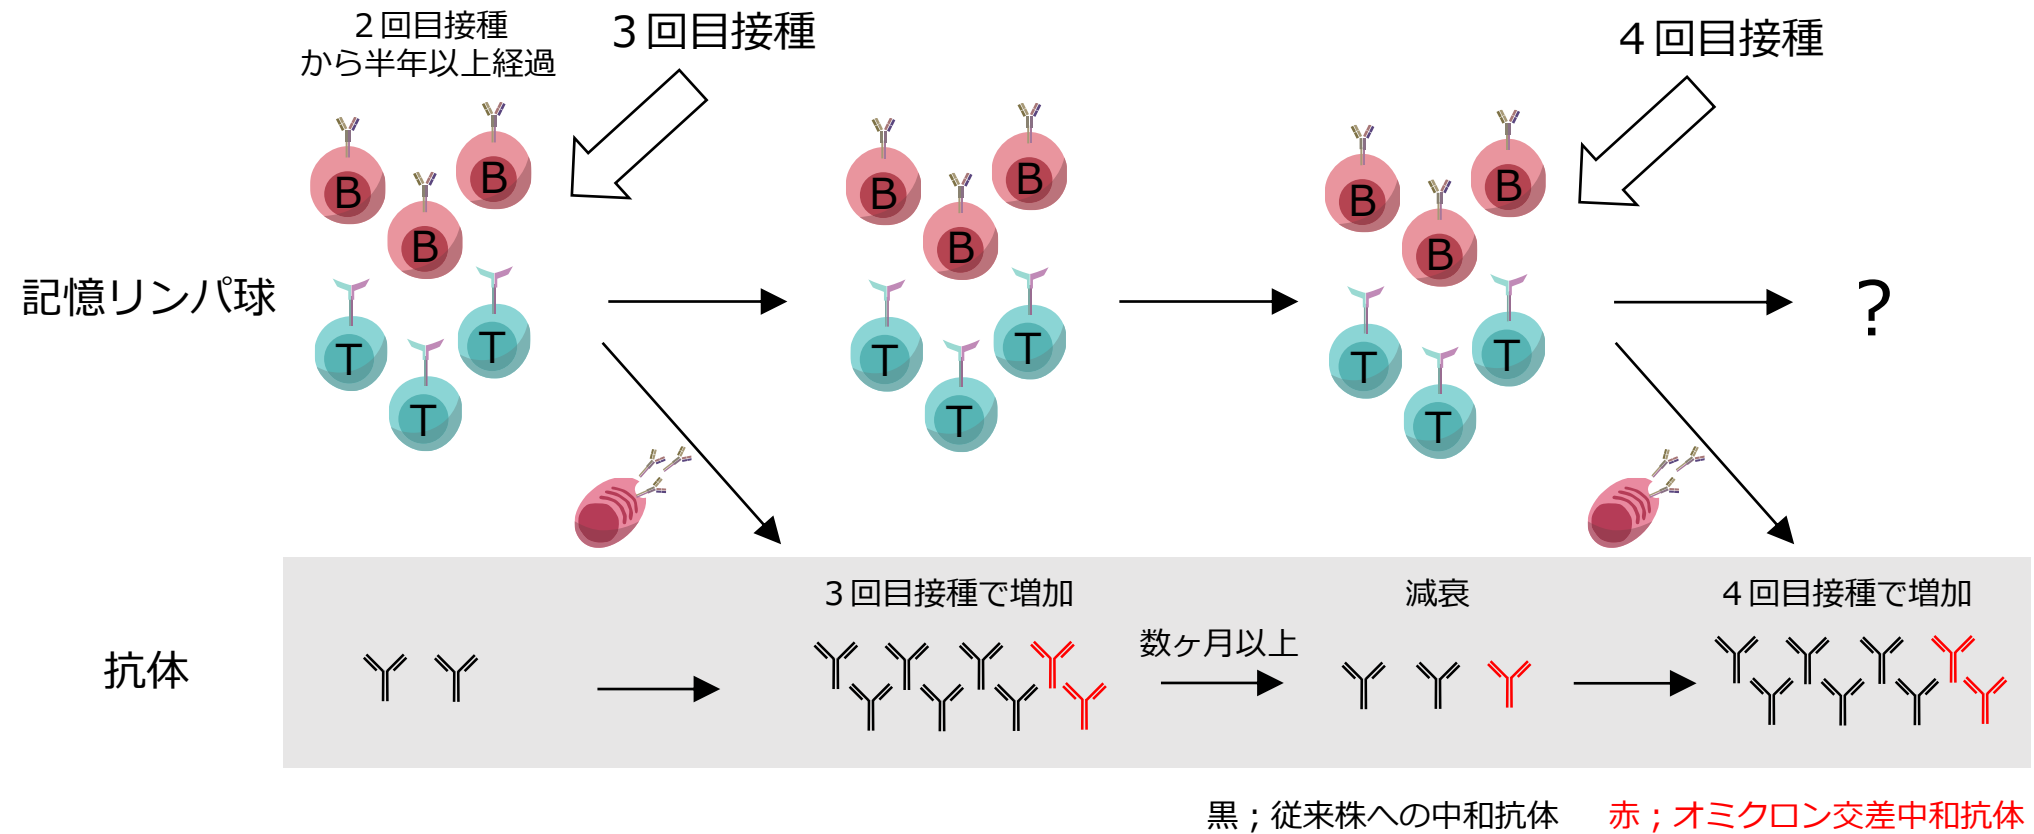 ２回目接種
から半年以上経過
３回目接種
４回目接種
B
B
B
T
T
T
B
B
B
T
T
T
B
B
B
T
T
T
記憶リンパ球
？
３回目接種で増加
減衰
４回目接種で増加
数ヶ月以上
抗体
黒；従来株への中和抗体
赤；オミクロン交差中和抗体